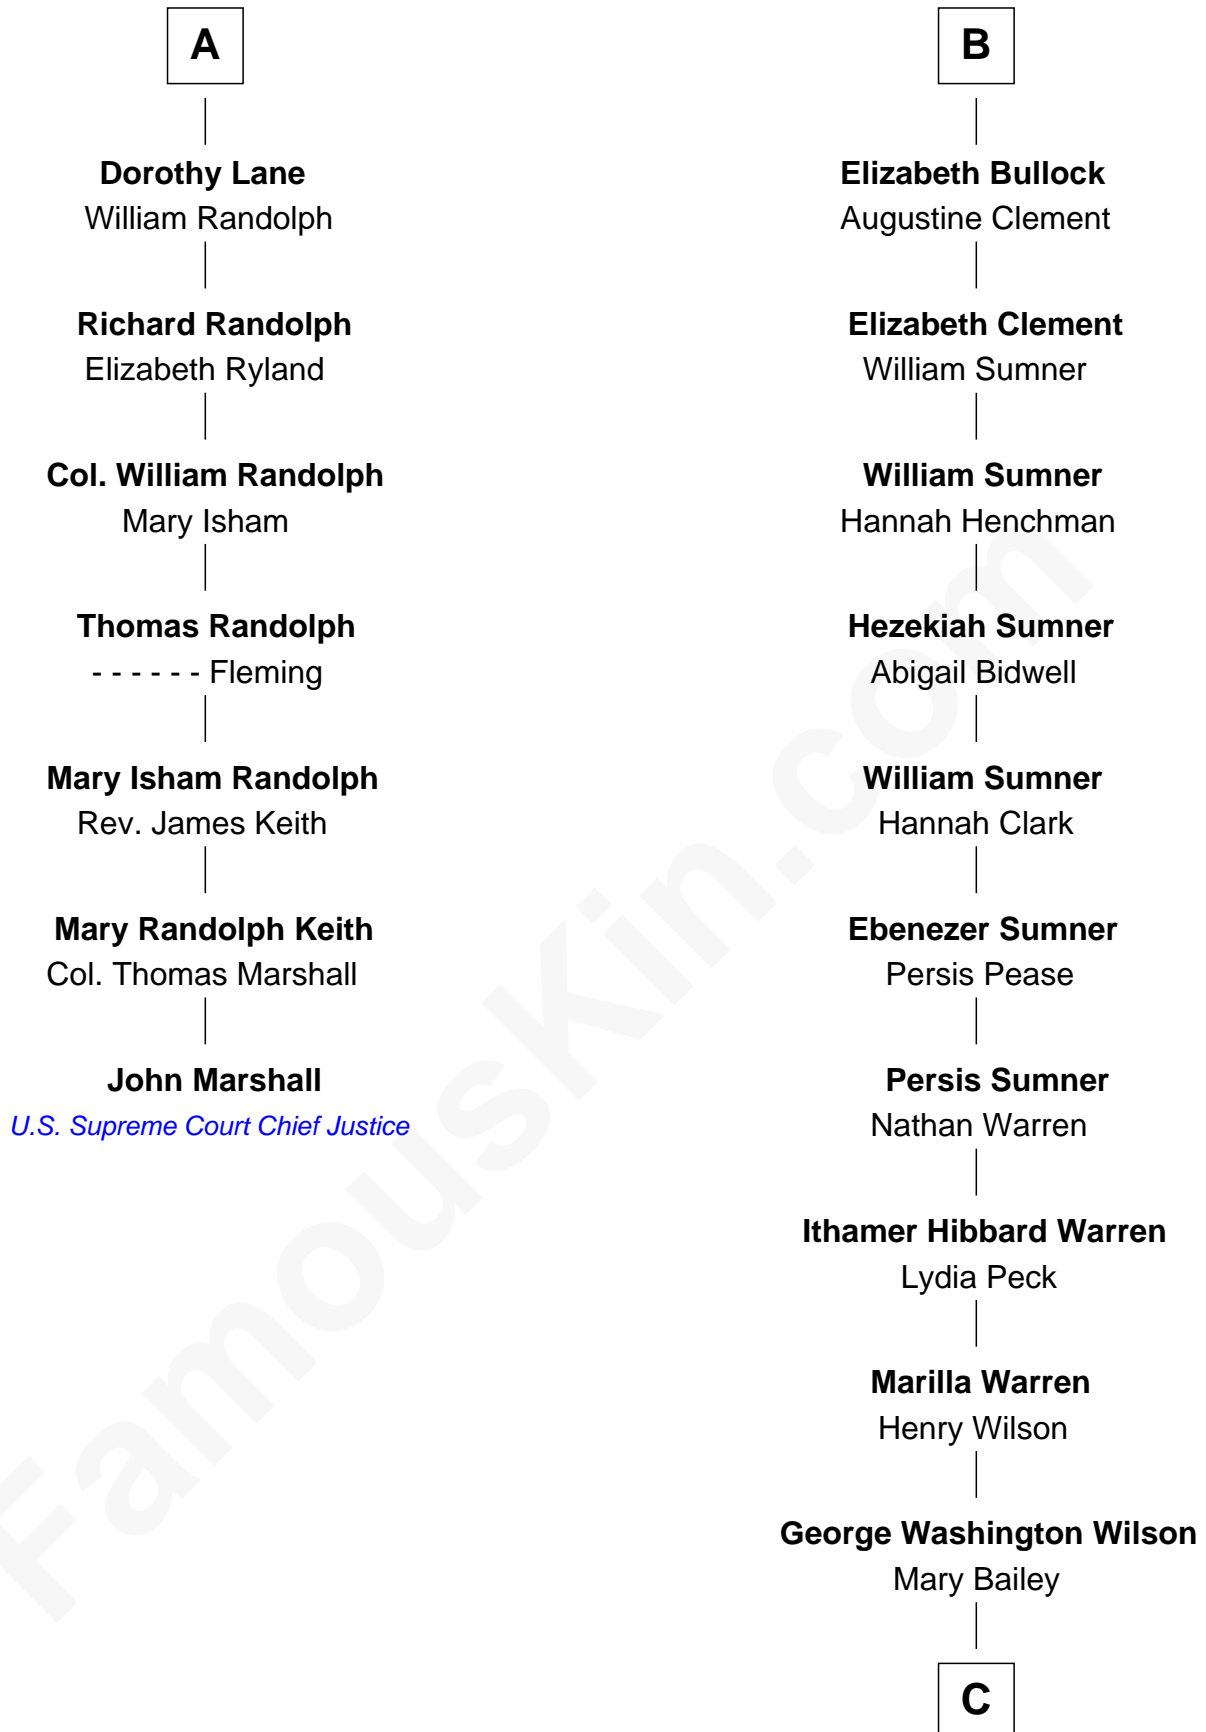 A
Dorothy Lane
William Randolph
Richard Randolph
Elizabeth Ryland
Col. William Randolph
Mary Isham
Thomas Randolph
- - - - - - Fleming
Mary Isham Randolph
Rev. James Keith
Mary Randolph Keith
Col. Thomas Marshall
John Marshall
U.S. Supreme Court Chief Justice
B
Elizabeth Bullock
Augustine Clement
Elizabeth Clement
William Sumner
William Sumner
Hannah Henchman
Hezekiah Sumner
Abigail Bidwell
William Sumner
Hannah Clark
Ebenezer Sumner
Persis Pease
Persis Sumner
Nathan Warren
Ithamer Hibbard Warren
Lydia Peck
Marilla Warren
Henry Wilson
George Washington Wilson
Mary Bailey
C
FamousKin.com